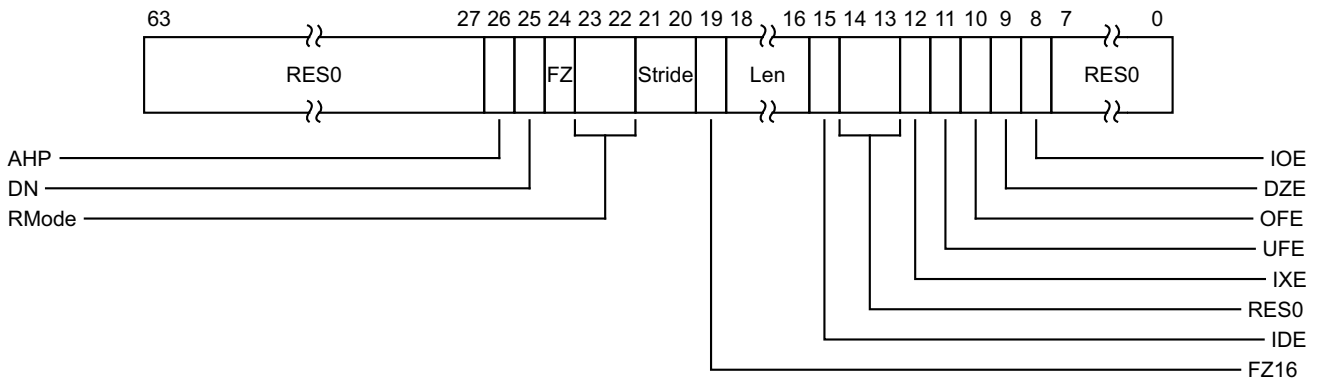 63 27 26 25 24 23 22 21 20 19 18 16 15 14 13 12 11 10 9 8 7 0
RES0 FZ Stride Len RES0
AHP IOE
DN DZE
RMode OFE
UFE
IXE
RES0
IDE
FZ16